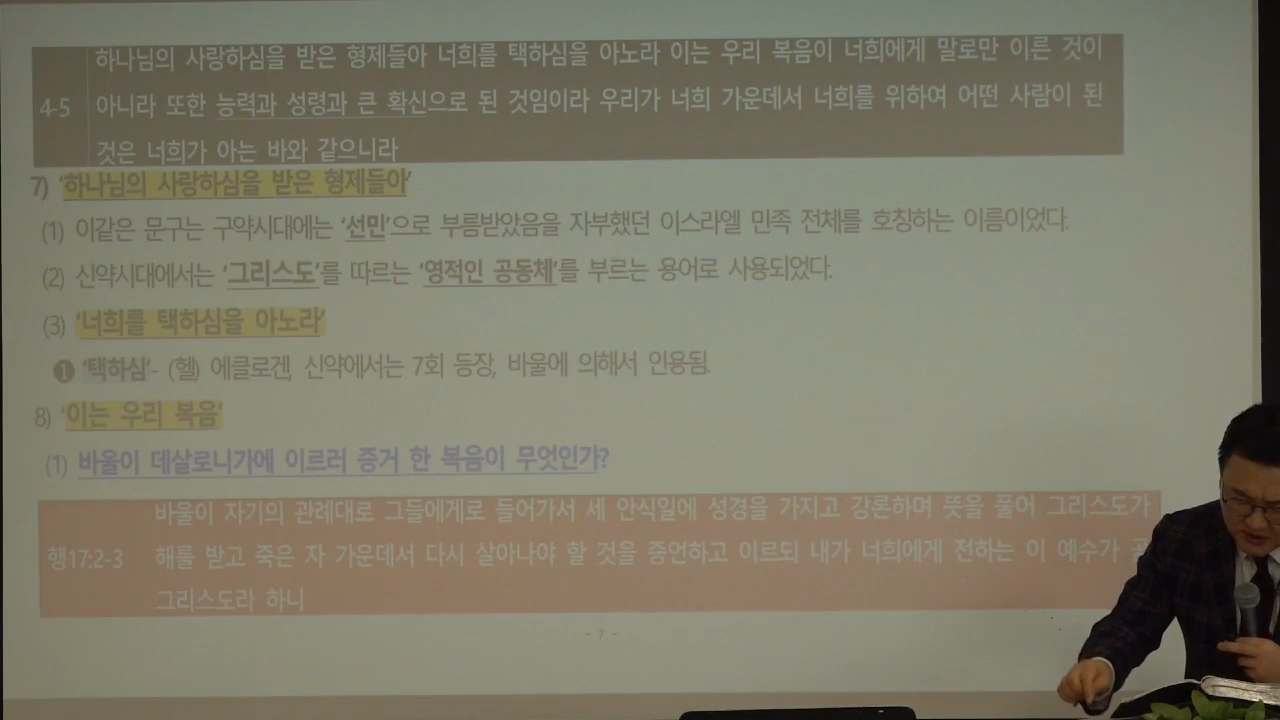 하나님의 사랑하심을 받은 형제들아 너희를 택하심을 아노라 이는 우리 복음이 너희에게 말로만 이른 것이
4-5 아니라 또한 능력과 성령과 큰 확신으로 된 것임이라 우리가 너희 가운데서 너희를 위하여 어떤 사람이 된
것은 너희가 아는 바와 같으니라
7) '하나님의 사랑하심을 받은 형제들아'
(1) 이같은 문구는 구약시대에는 '선민'으로 부름받았음을 자부했던 이스라엘 민족 전체를 호칭하는 이름이었다.
(2) 신약시대에서는 '그리스도'를 따르는 '영적인 공동체'를 부르는 용어로 사용되었다.
(3) '너희를 택하심을 아노라'
❶ '택하심'- (헬) 에클로겐, 신약에서는 7회 등장, 바울에 의해서 인용됨.
8) '이는 우리 복음'
(1) 바울이 데살로니가에 이르러 증거 한 복음이 무엇인가?
바울이 자기의 관례대로 그들에게로 들어가서 세 안식일에 성경을 가지고 강론하며 뜻을 풀어 그리스도가
행17:2-3 해를 받고 죽은 자 가운데서 다시 살아나야 할 것을 증언하고 이르되 내가 너희에게 전하는 이 예수가 곧
그리스도라 하니
- 7 -